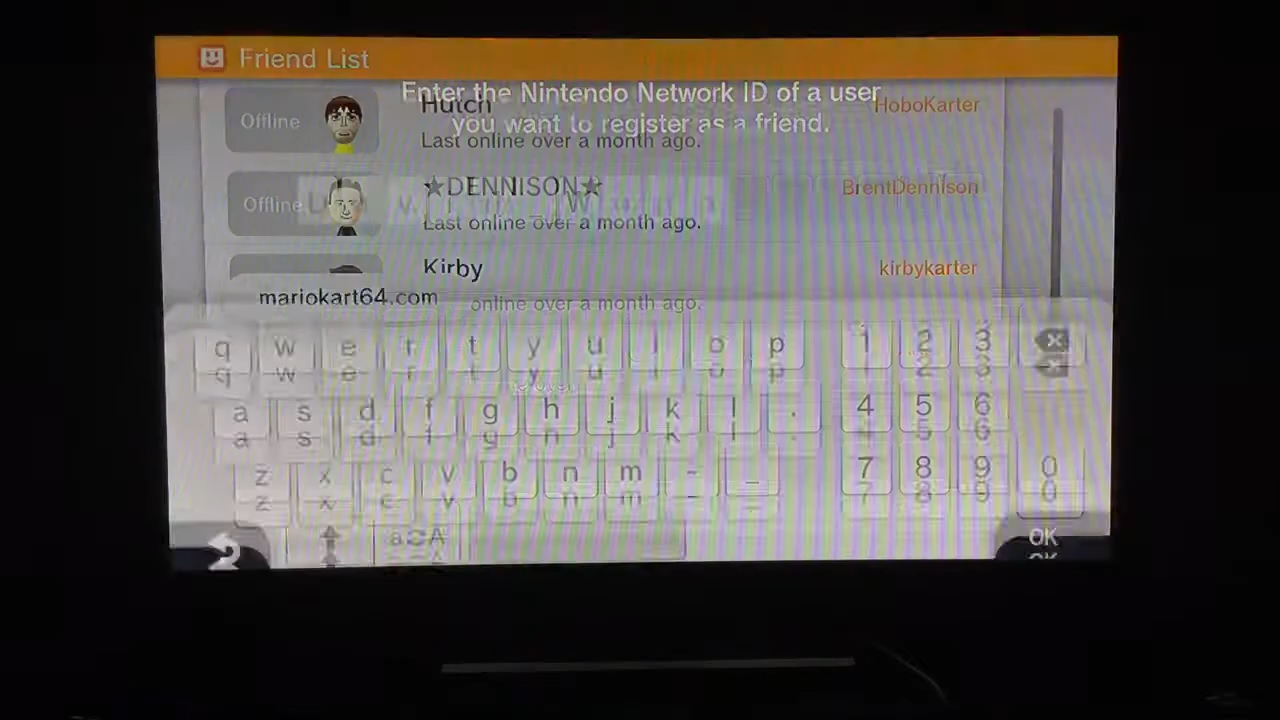 Friend List
Enter the Nintendo Network ID of a user
you want to register as a friend.
Offline
Hutch
HoboKarter
Last online over a month ago.
Offline
★DENNISON★
BrentDennison
Last online over a month ago.
Kirby
kirbykarter
mariokart64.com
online over a month ago.
q w e r t y u i o p 1 2 3
a s d f g h j k l . 4 5 6
z x c v b n m - _ 7 8 9 0
a⇄A
OK